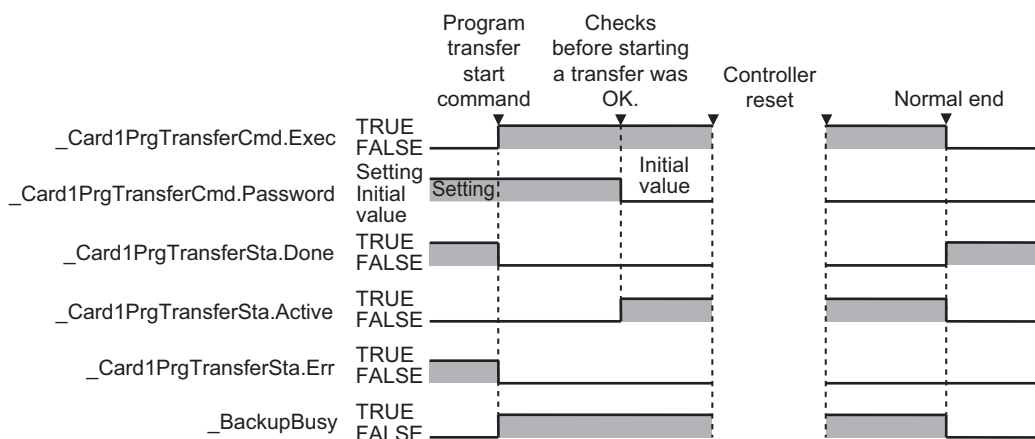 Program
transfer
start
command
Checks
before starting
a transfer was
OK.
Controller
reset
Normal end
_Card1PrgTransferCmd.Exec
TRUE
FALSE
_Card1PrgTransferCmd.Password
Setting
Initial
value
Setting
Initial
value
_Card1PrgTransferSta.Done
TRUE
FALSE
_Card1PrgTransferSta.Active
TRUE
FALSE
_Card1PrgTransferSta.Err
TRUE
FALSE
_BackupBusy
TRUE
FALSE